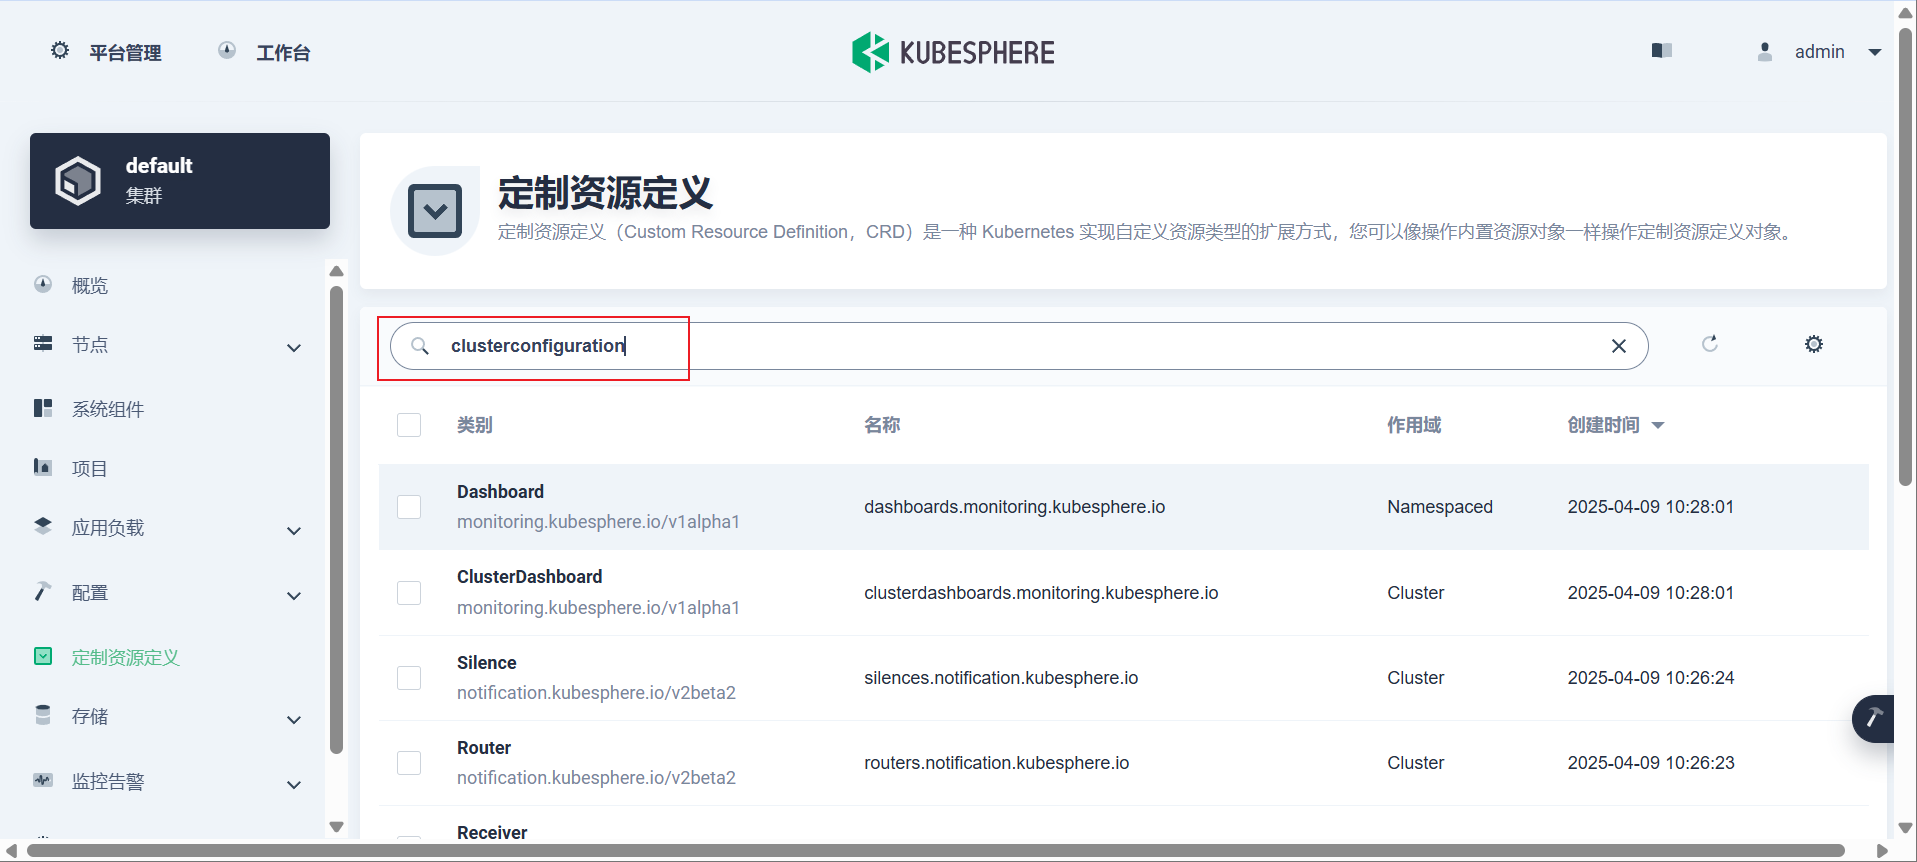 平台管理
工作台
KUBESPHERE
admin
default
集群
概览
节点
系统组件
项目
应用负载
配置
定制资源定义
存储
监控告警
定制资源定义
定制资源定义（Custom Resource Definition，CRD）是一种 Kubernetes 实现自定义资源类型的扩展方式，您可以像操作内置资源对象一样操作定制资源定义对象。
clusterconfiguration
类别 名称 作用域 创建时间
Dashboard
monitoring.kubesphere.io/v1alpha1
dashboards.monitoring.kubesphere.io Namespaced 2025-04-09 10:28:01
ClusterDashboard
monitoring.kubesphere.io/v1alpha1
clusterdashboards.monitoring.kubesphere.io Cluster 2025-04-09 10:28:01
Silence
notification.kubesphere.io/v2beta2
silences.notification.kubesphere.io Cluster 2025-04-09 10:26:24
Router
notification.kubesphere.io/v2beta2
routers.notification.kubesphere.io Cluster 2025-04-09 10:26:23
Receiver